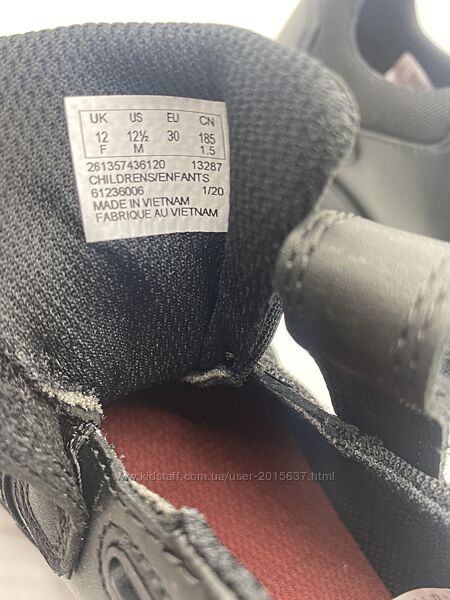 UK US EU CN
12 12½ 30 185
F M 1.5
261357436120 13287
CHILDRENS/ENFANTS
61236006 1/20
MADE IN VIETNAM
FABRIQUE AU VIETNAM
www.kidstaff.com.ua/user-2015637.html